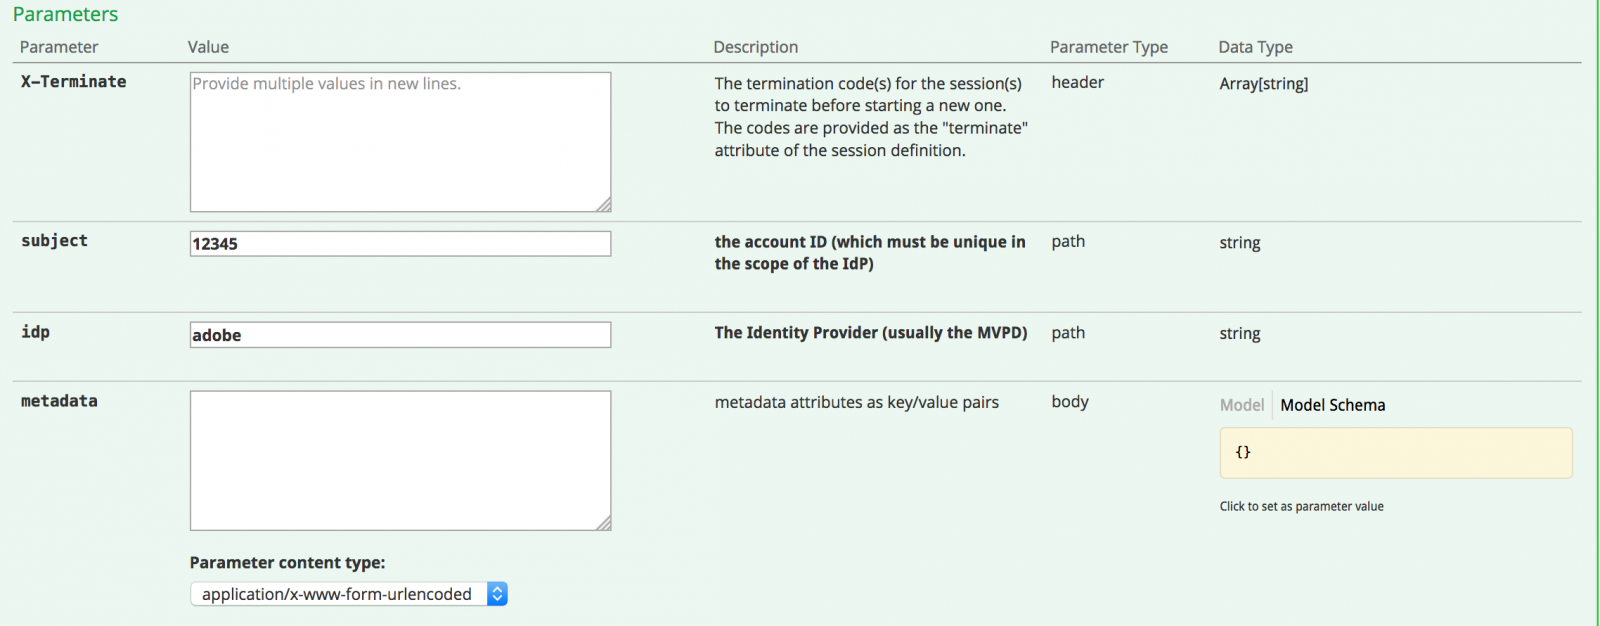 Parameters
Parameter Value Description Parameter Type Data Type
X-Terminate
Provide multiple values in new lines.
The termination code(s) for the session(s)
to terminate before starting a new one.
The codes are provided as the "terminate"
attribute of the session definition.
header
Array[string]
subject
12345
the account ID (which must be unique in
the scope of the IdP)
path
string
idp
adobe
The Identity Provider (usually the MVPD)
path
string
metadata
metadata attributes as key/value pairs
body
Model Model Schema
{}
Click to set as parameter value
Parameter content type:
application/x-www-form-urlencoded